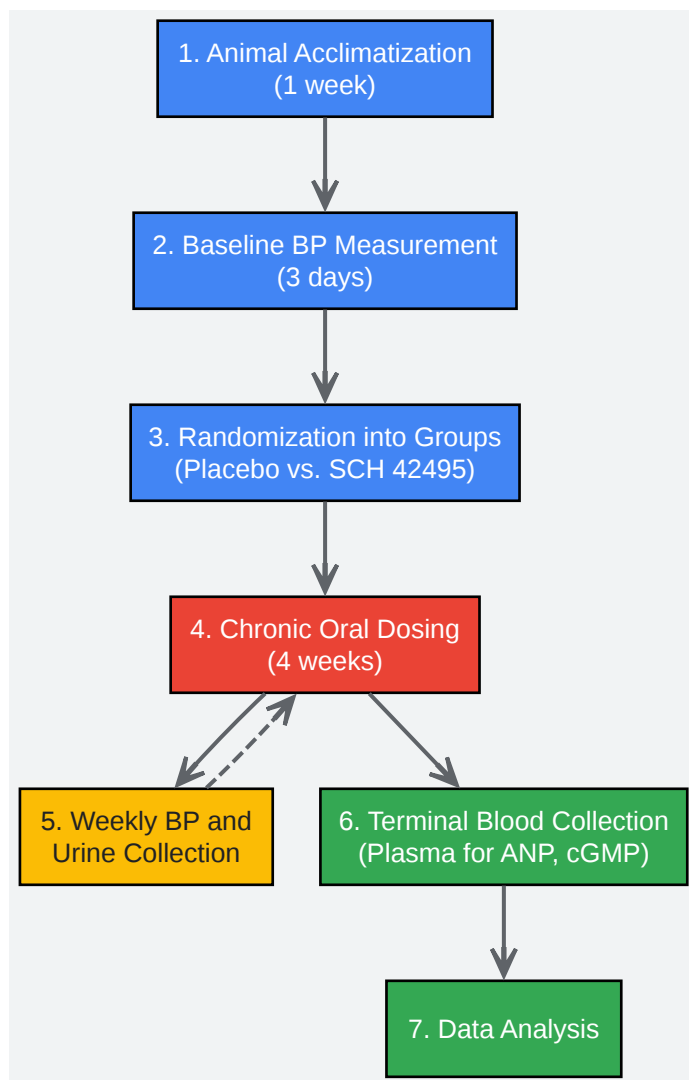 1. Animal Acclimatization
(1 week)
2. Baseline BP Measurement
(3 days)
3. Randomization into Groups
(Placebo vs. SCH 42495)
4. Chronic Oral Dosing
(4 weeks)
5. Weekly BP and
Urine Collection
6. Terminal Blood Collection
(Plasma for ANP, cGMP)
7. Data Analysis